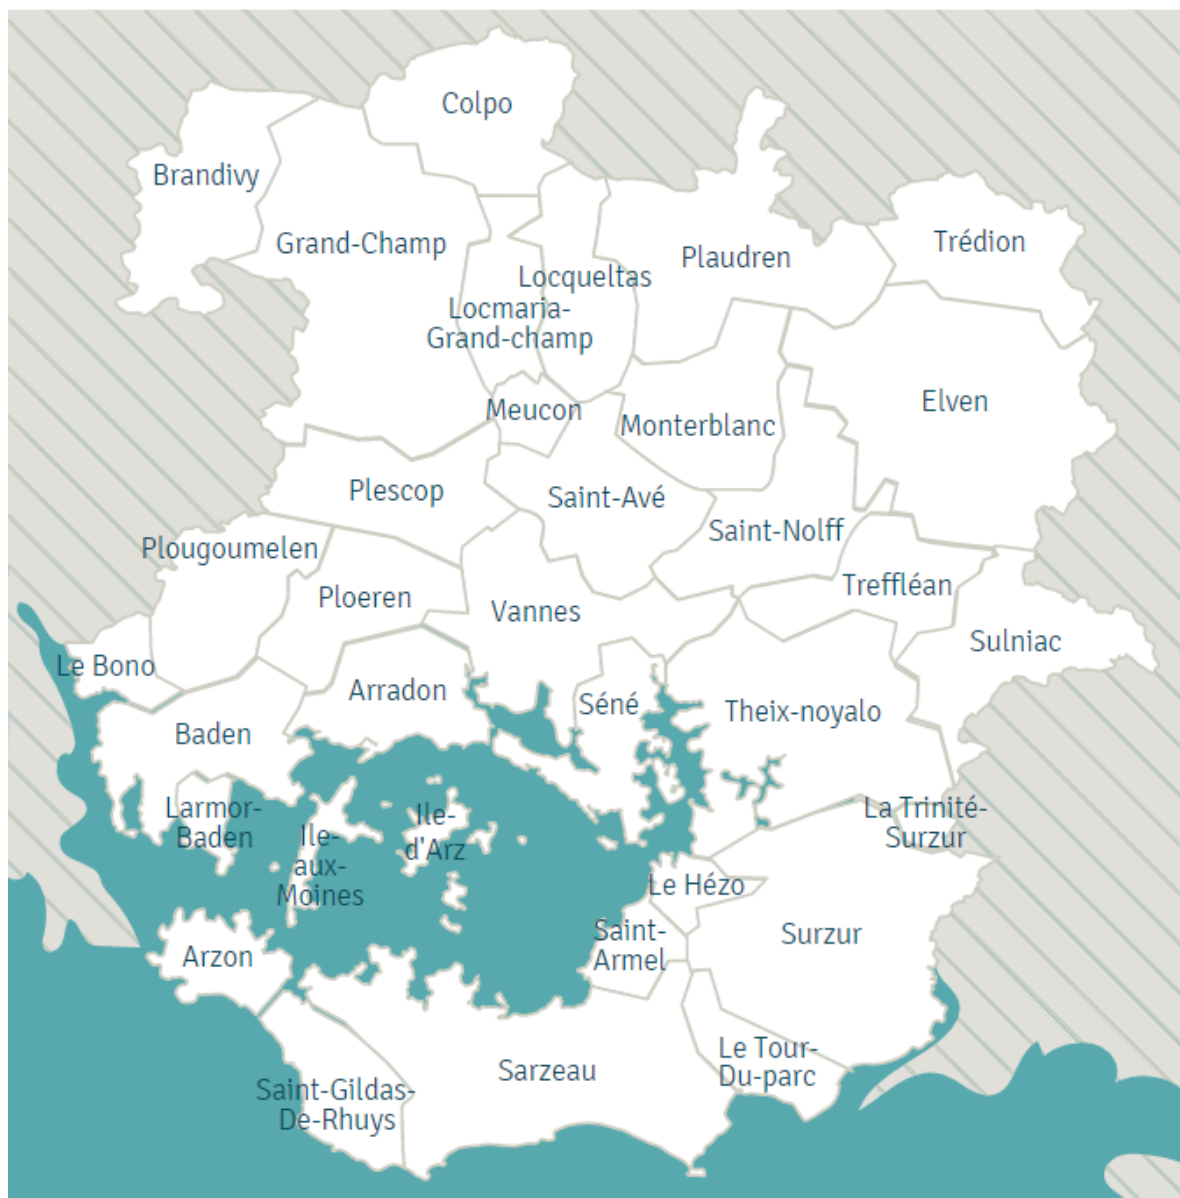 Colpo
Brandivy
Grand-Champ
Trédion
Plaudren
Locqueltas
Locmaria-
Grand-champ
Elven
Meucon
Monterblanc
Plescop
Saint-Avé
Saint-Nolff
Plougoumelen
Treffléan
Ploeren
Vannes
Sulniac
Le Bono
Arradon
Séné
Theix-noyalo
Baden
Larmor-
Baden
Ile-
aux-
Moines
Ile-
d'Arz
La Trinité-
Surzur
Le Hézo
Saint-
Armel
Surzur
Arzon
Le Tour-
Du-parc
Sarzeau
Saint-Gildas-
De-Rhuys